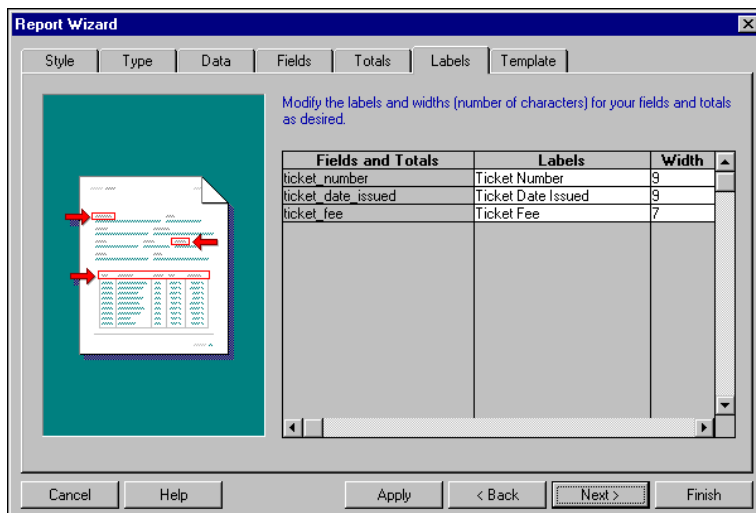 Report Wizard
Style Type Data Fields Totals Labels Template
Modify the labels and widths (number of characters) for your fields and totals
as desired.
Fields and Totals Labels Width
ticket_number Ticket Number 9
ticket_date_issued Ticket Date Issued 9
ticket_fee Ticket Fee 7
Cancel Help Apply < Back Next > Finish